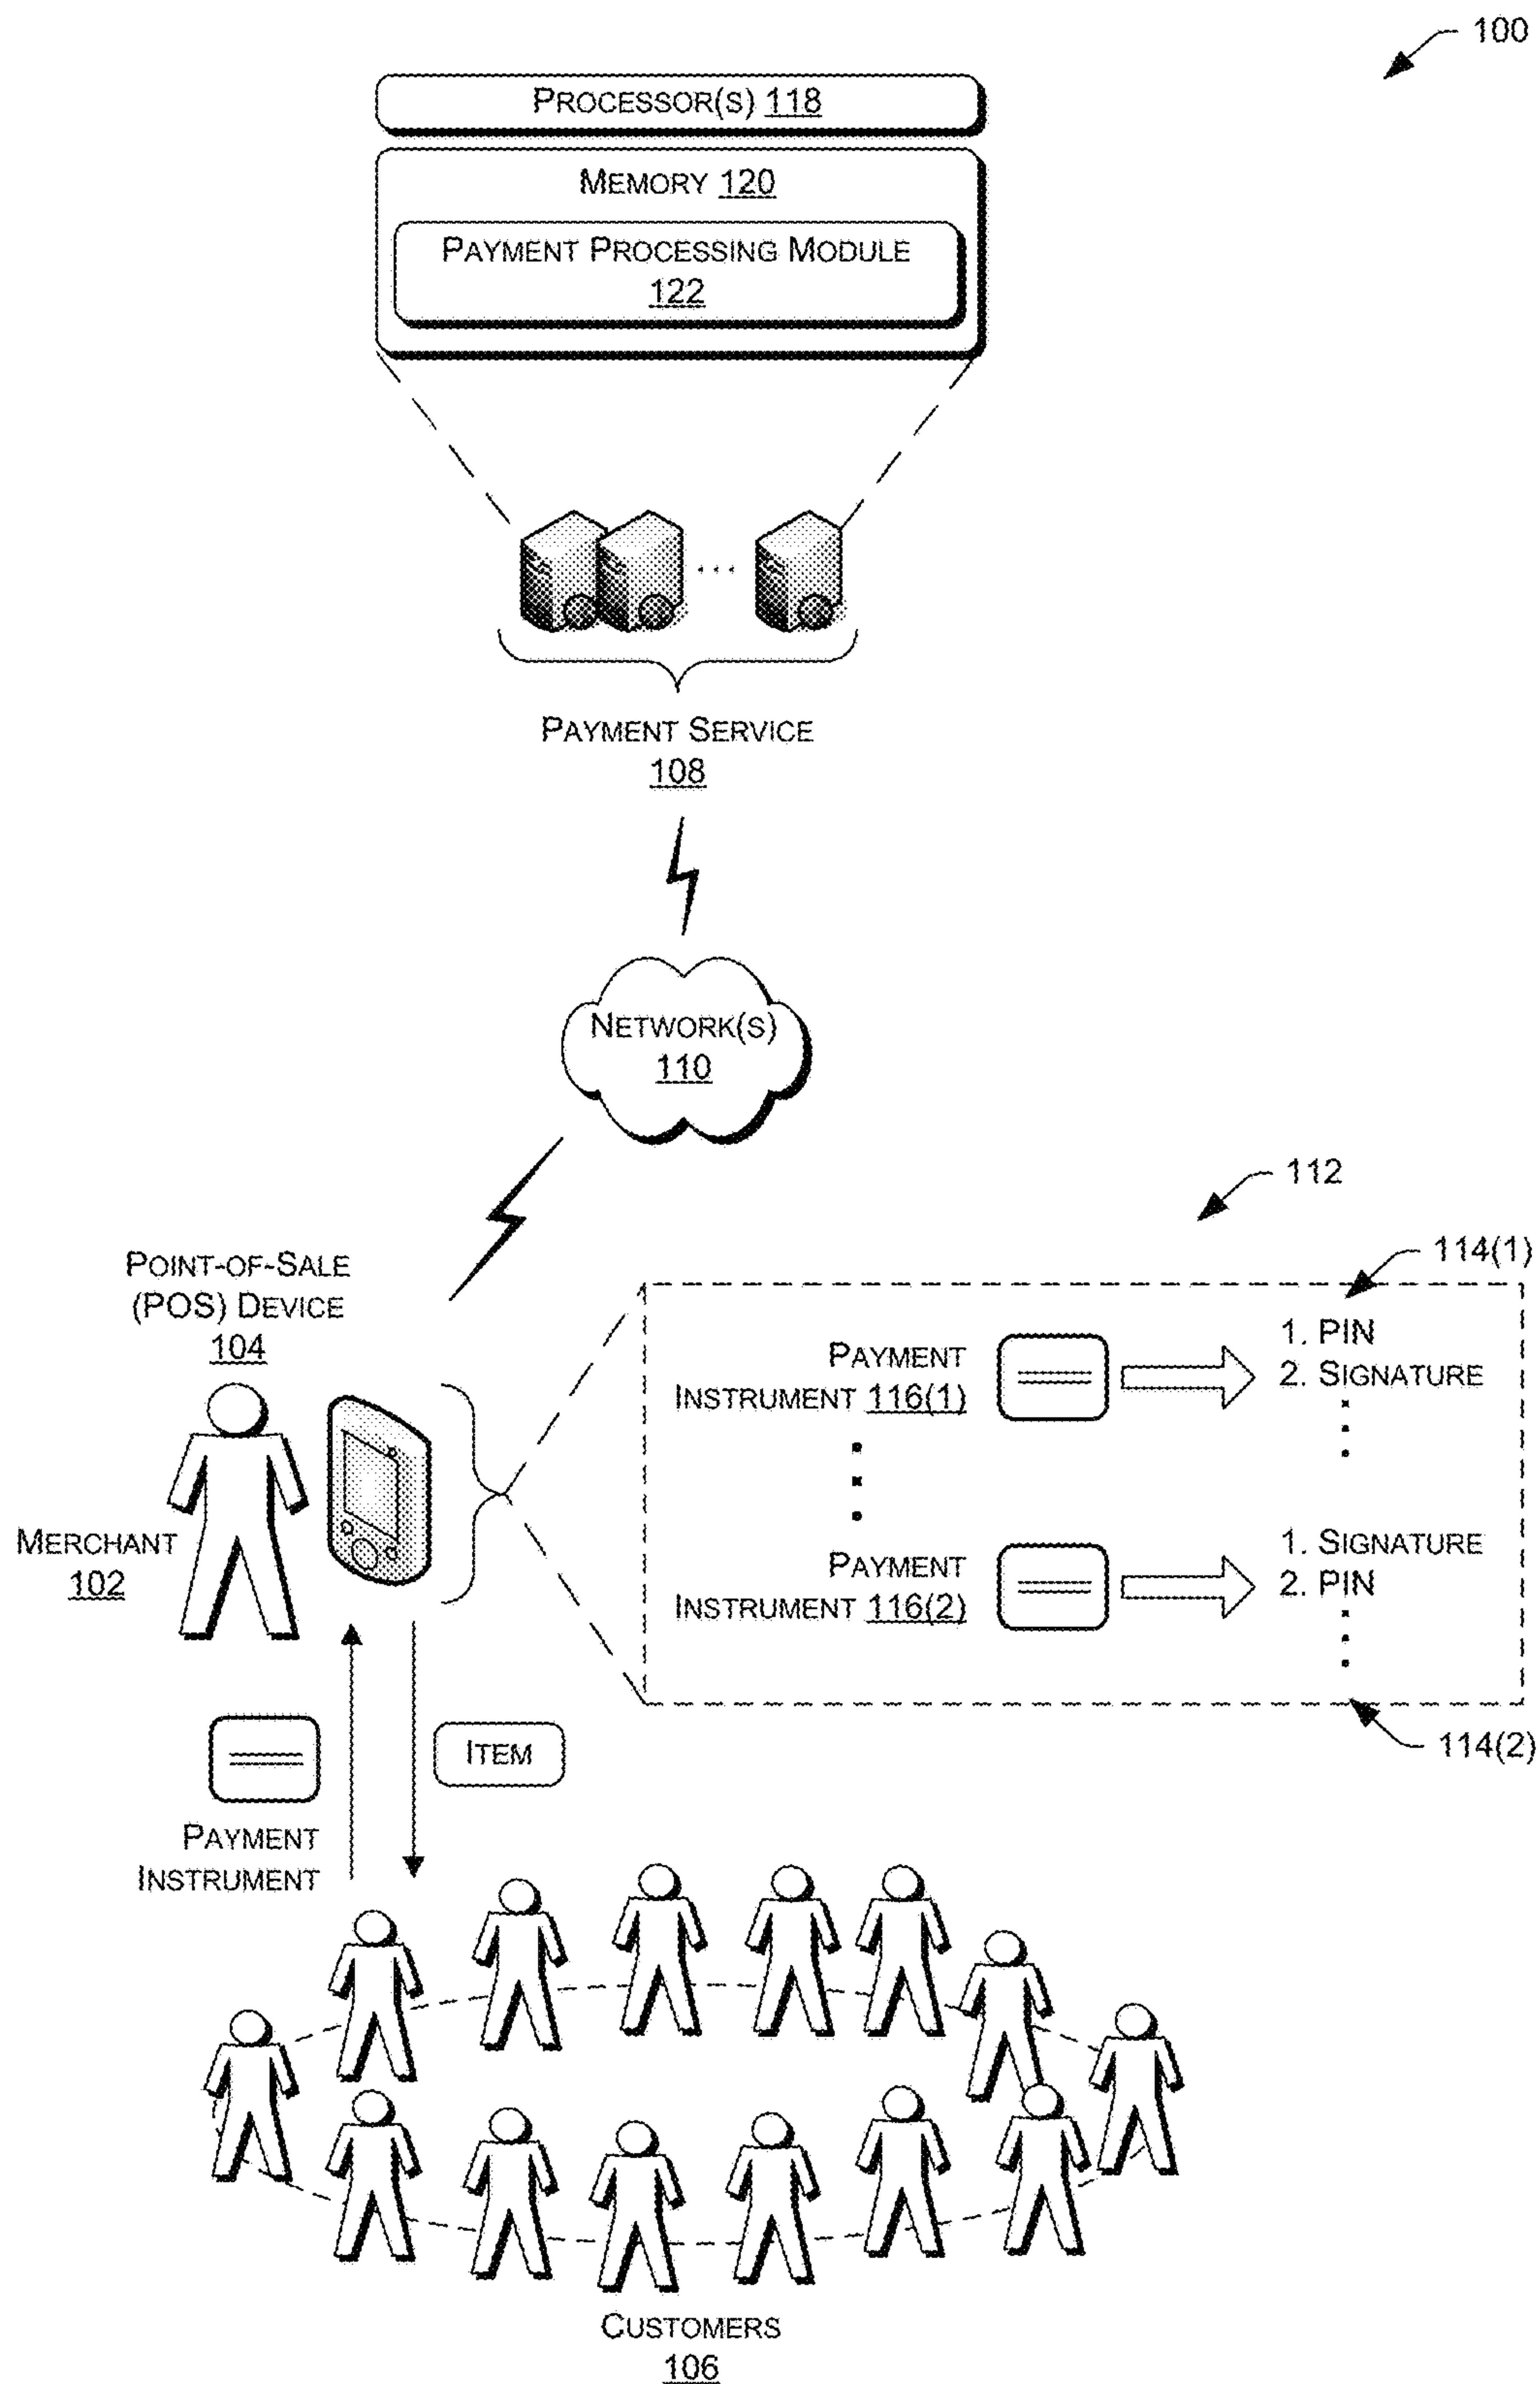 100
PROCESSOR(S) 118
MEMORY 120
PAYMENT PROCESSING MODULE
122
...
PAYMENT SERVICE
108
NETWORK(S)
110
112
POINT-OF-SALE
(POS) DEVICE
104
MERCHANT
102
114(1)
PAYMENT
INSTRUMENT 116(1)
1. PIN
2. SIGNATURE
PAYMENT
INSTRUMENT 116(2)
1. SIGNATURE
2. PIN
114(2)
ITEM
PAYMENT
INSTRUMENT
CUSTOMERS
106